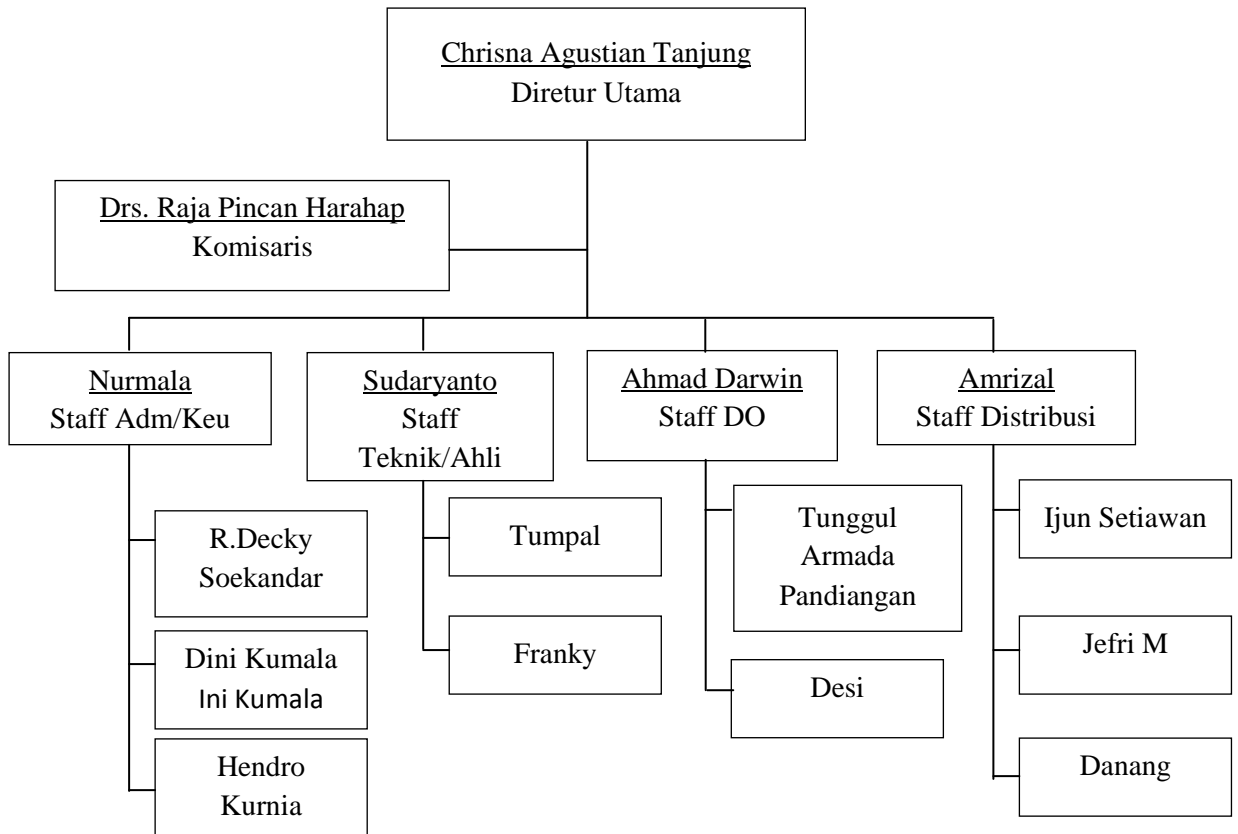 Chrisna Agustian Tanjung
Diretur Utama
Drs. Raja Pincan Harahap
Komisaris
Nurmala
Staff Adm/Keu
Sudaryanto
Staff
Teknik/Ahli
Ahmad Darwin
Staff DO
Amrizal
Staff Distribusi
R.Decky
Soekandar
Dini Kumala
Ini Kumala
Hendro
Kurnia
Tumpal
Franky
Tunggul
Armada
Pandiangan
Desi
Ijun Setiawan
Jefri M
Danang